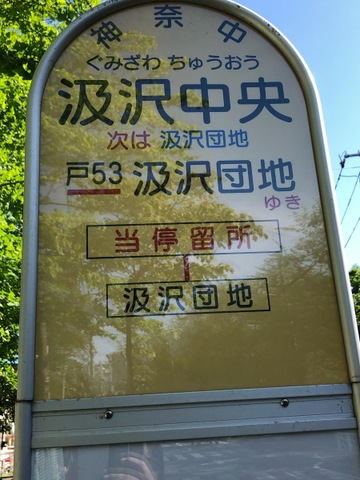 神奈中
ぐみざわ ちゅうおう
汲沢中央
次は 汲沢団地
戸53 汲沢団地
ゆき
当停留所
汲沢団地